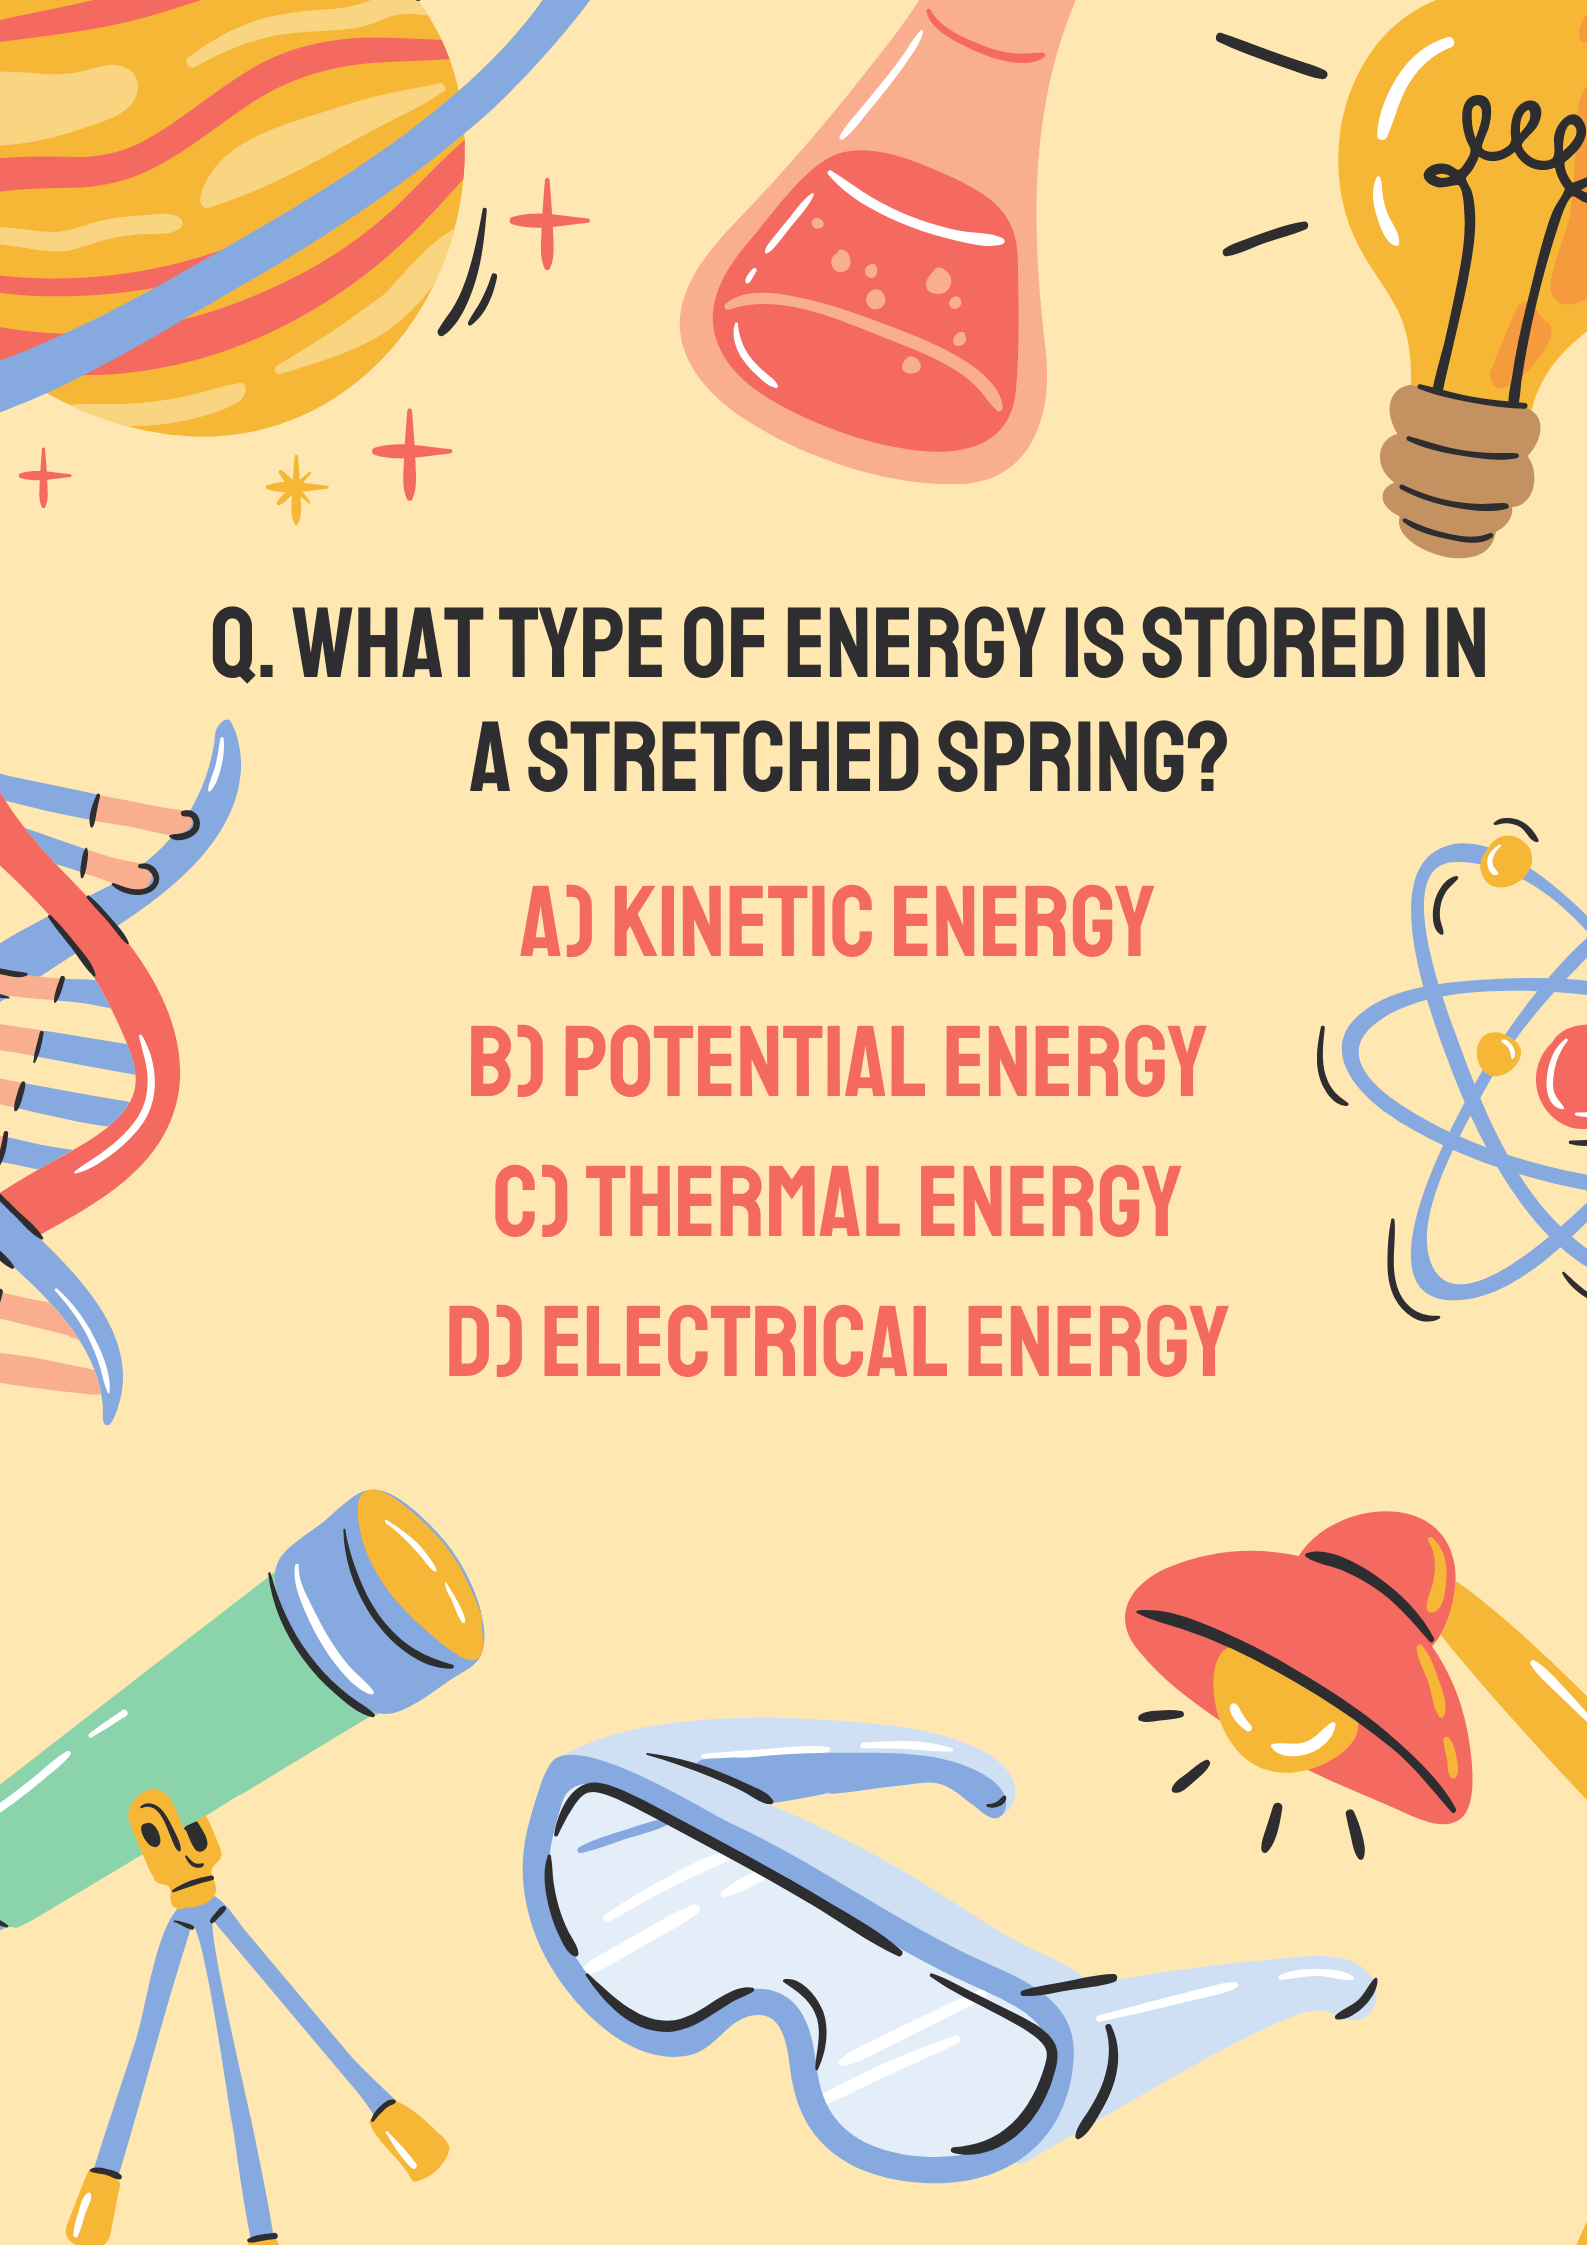 Q. WHAT TYPE OF ENERGY IS STORED IN
A STRETCHED SPRING?
A) KINETIC ENERGY
B) POTENTIAL ENERGY
C) THERMAL ENERGY
D) ELECTRICAL ENERGY